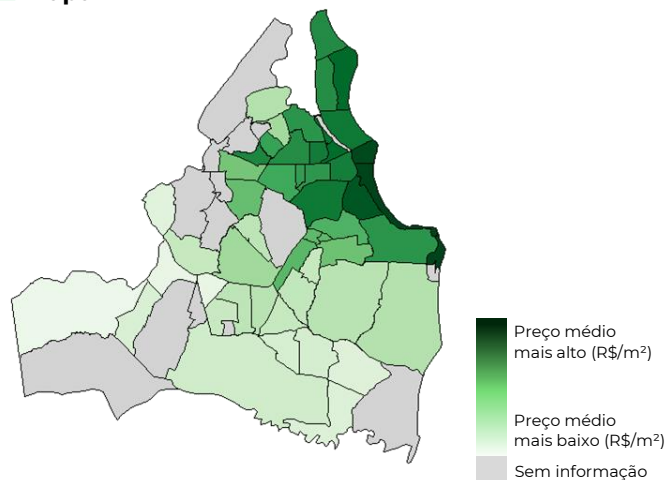 Preço médio
mais alto (R$/m²)
Preço médio
mais baixo (R$/m²)
Sem informação